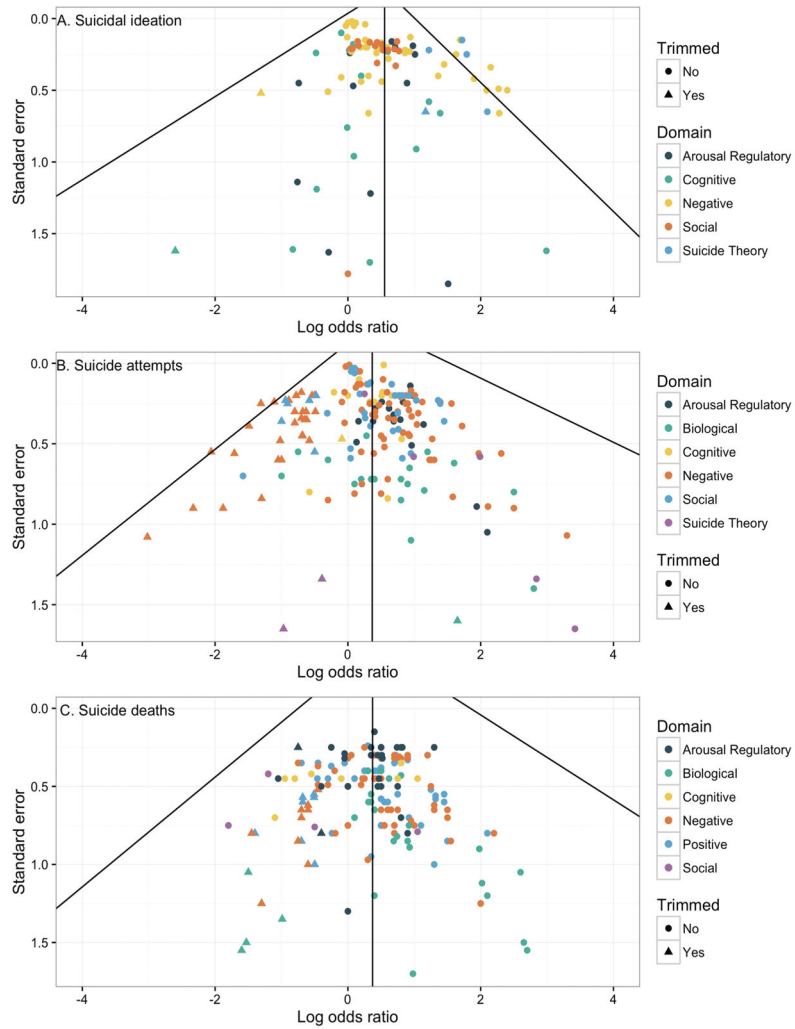 A. Suicidal ideation
0.0
0.5
1.0
1.5
Standard error
-4
-2
0
2
4
Log odds ratio
Trimmed
No
Yes
Domain
Arousal Regulatory
Cognitive
Negative
Social
Suicide Theory
B. Suicide attempts
0.0
0.5
1.0
1.5
Standard error
-4
-2
0
2
4
Log odds ratio
Domain
Arousal Regulatory
Biological
Cognitive
Negative
Social
Suicide Theory
Trimmed
No
Yes
C. Suicide deaths
0.0
0.5
1.0
1.5
Standard error
-4
-2
0
2
4
Log odds ratio
Domain
Arousal Regulatory
Biological
Cognitive
Negative
Positive
Social
Trimmed
No
Yes